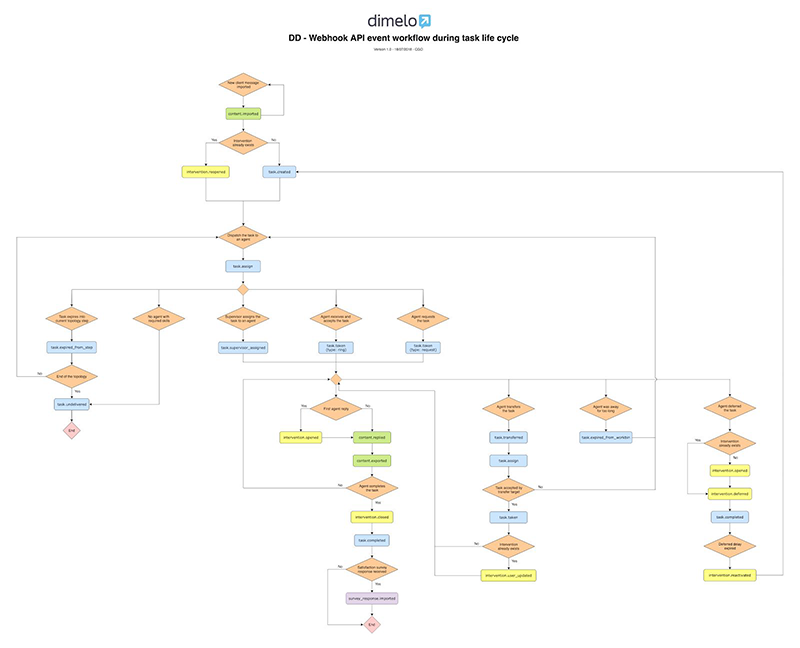 dimelo
DD - Webhook API event workflow during task life cycle
New client message
imported
content.imported
Intervention
already exists
Yes
No
intervention.reopened
task.created
Dispatch the task to
an agent
task.assign
Task expires into
current topology step
No agent with
required skills
Supervisor assigns the
task to an agent
Agent receives and
accepts the task
Agent requests
the task
task.expired_from_step
task.supervisor_assigned
task.taken
(type: ring)
task.taken
(type: request)
No
End of the topology
Yes
task.undelivered
End
First agent reply
Yes
No
Agent transfers
the task
Agent was away
for too long
Agent deferred
the task
intervention.opened
content.replied
task.transferred
task.expired_from_workbin
Yes
Intervention
already exists
No
content.exported
task.assign
intervention.opened
No
Agent completes
the task
Yes
Task accepted by
transfer target
No
Yes
intervention.deferred
intervention.closed
task.taken
task.completed
task.completed
No
Intervention
already exists
Yes
Deferred delay
expired
No
Satisfaction survey
response received
Yes
intervention.user_updated
intervention.reactivated
survey_response.imported
End